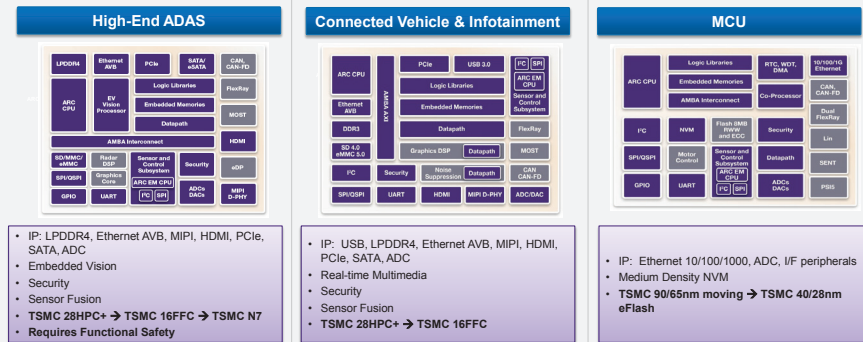 High-End ADAS
LPDDR4
Ethernet
AVB
PCIe
SATA/
eSATA
CAN,
CAN-FD
ARC
CPU
EV
Vision
Processor
Logic Libraries
Embedded Memories
Datapath
FlexRay
MOST
AMBA Interconnect
HDMI
SD/MMC/
eMMC
Radar
DSP
Sensor and
Control
Subsystem
ARC EM CPU
I²C
SPI
Security
eDP
SPI/QSPI
Graphics
Core
GPIO
UART
ADCs
DACs
MIPI
D-PHY
• IP: LPDDR4, Ethernet AVB, MIPI, HDMI, PCIe,
SATA, ADC
• Embedded Vision
• Security
• Sensor Fusion
• TSMC 28HPC+ → TSMC 16FFC → TSMC N7
• Requires Functional Safety
Connected Vehicle & Infotainment
ARC CPU
AMBA AXI
PCIe
USB 3.0
I²C
SPI
ARC EM
CPU
Sensor and
Control
Subsystem
Logic Libraries
Ethernet
AVB
Embedded Memories
DDR3
Datapath
FlexRay
SD 4.0
eMMC 5.0
Graphics DSP
Datapath
MOST
I²C
Security
Noise
Suppression
Datapath
CAN
CAN-FD
SPI/QSPI
UART
HDMI
MIPI D-PHY
ADC/DAC
• IP: USB, LPDDR4, Ethernet AVB, MIPI, HDMI,
PCIe, SATA, ADC
• Real-time Multimedia
• Security
• Sensor Fusion
• TSMC 28HPC+ → TSMC 16FFC
MCU
ARC CPU
Logic Libraries
Embedded Memories
AMBA Interconnect
RTC, WDT,
DMA
Co-Processor
10/100/1G
Ethernet
CAN,
CAN-FD
Dual
FlexRay
I²C
NVM
Flash 8MB
RWW
and ECC
Security
Lin
SPI/QSPI
Motor
Control
Sensor and
Control
Subsystem
ARC EM
CPU
I²C
SPI
Datapath
SENT
GPIO
UART
ADCs
DACs
PSI5
• IP: Ethernet 10/100/1000, ADC, I/F peripherals
• Medium Density NVM
• TSMC 90/65nm moving → TSMC 40/28nm
eFlash